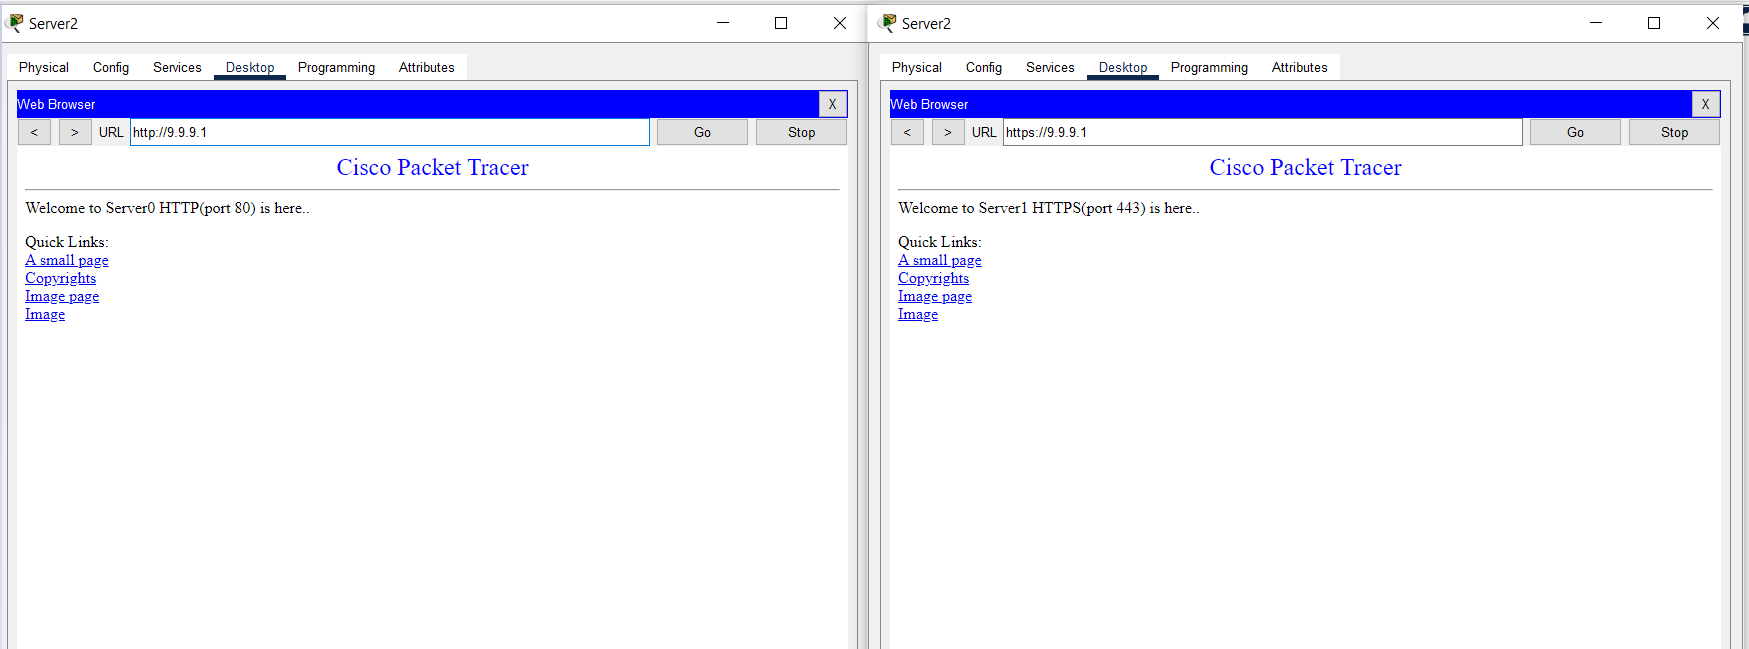 Server2
Physical Config Services Desktop Programming Attributes
Web Browser X
< > URL http://9.9.9.1 Go Stop
Cisco Packet Tracer
Welcome to Server0 HTTP(port 80) is here..
Quick Links:
A small page
Copyrights
Image page
Image
Server2
Physical Config Services Desktop Programming Attributes
Web Browser X
< > URL https://9.9.9.1 Go Stop
Cisco Packet Tracer
Welcome to Server1 HTTPS(port 443) is here..
Quick Links:
A small page
Copyrights
Image page
Image